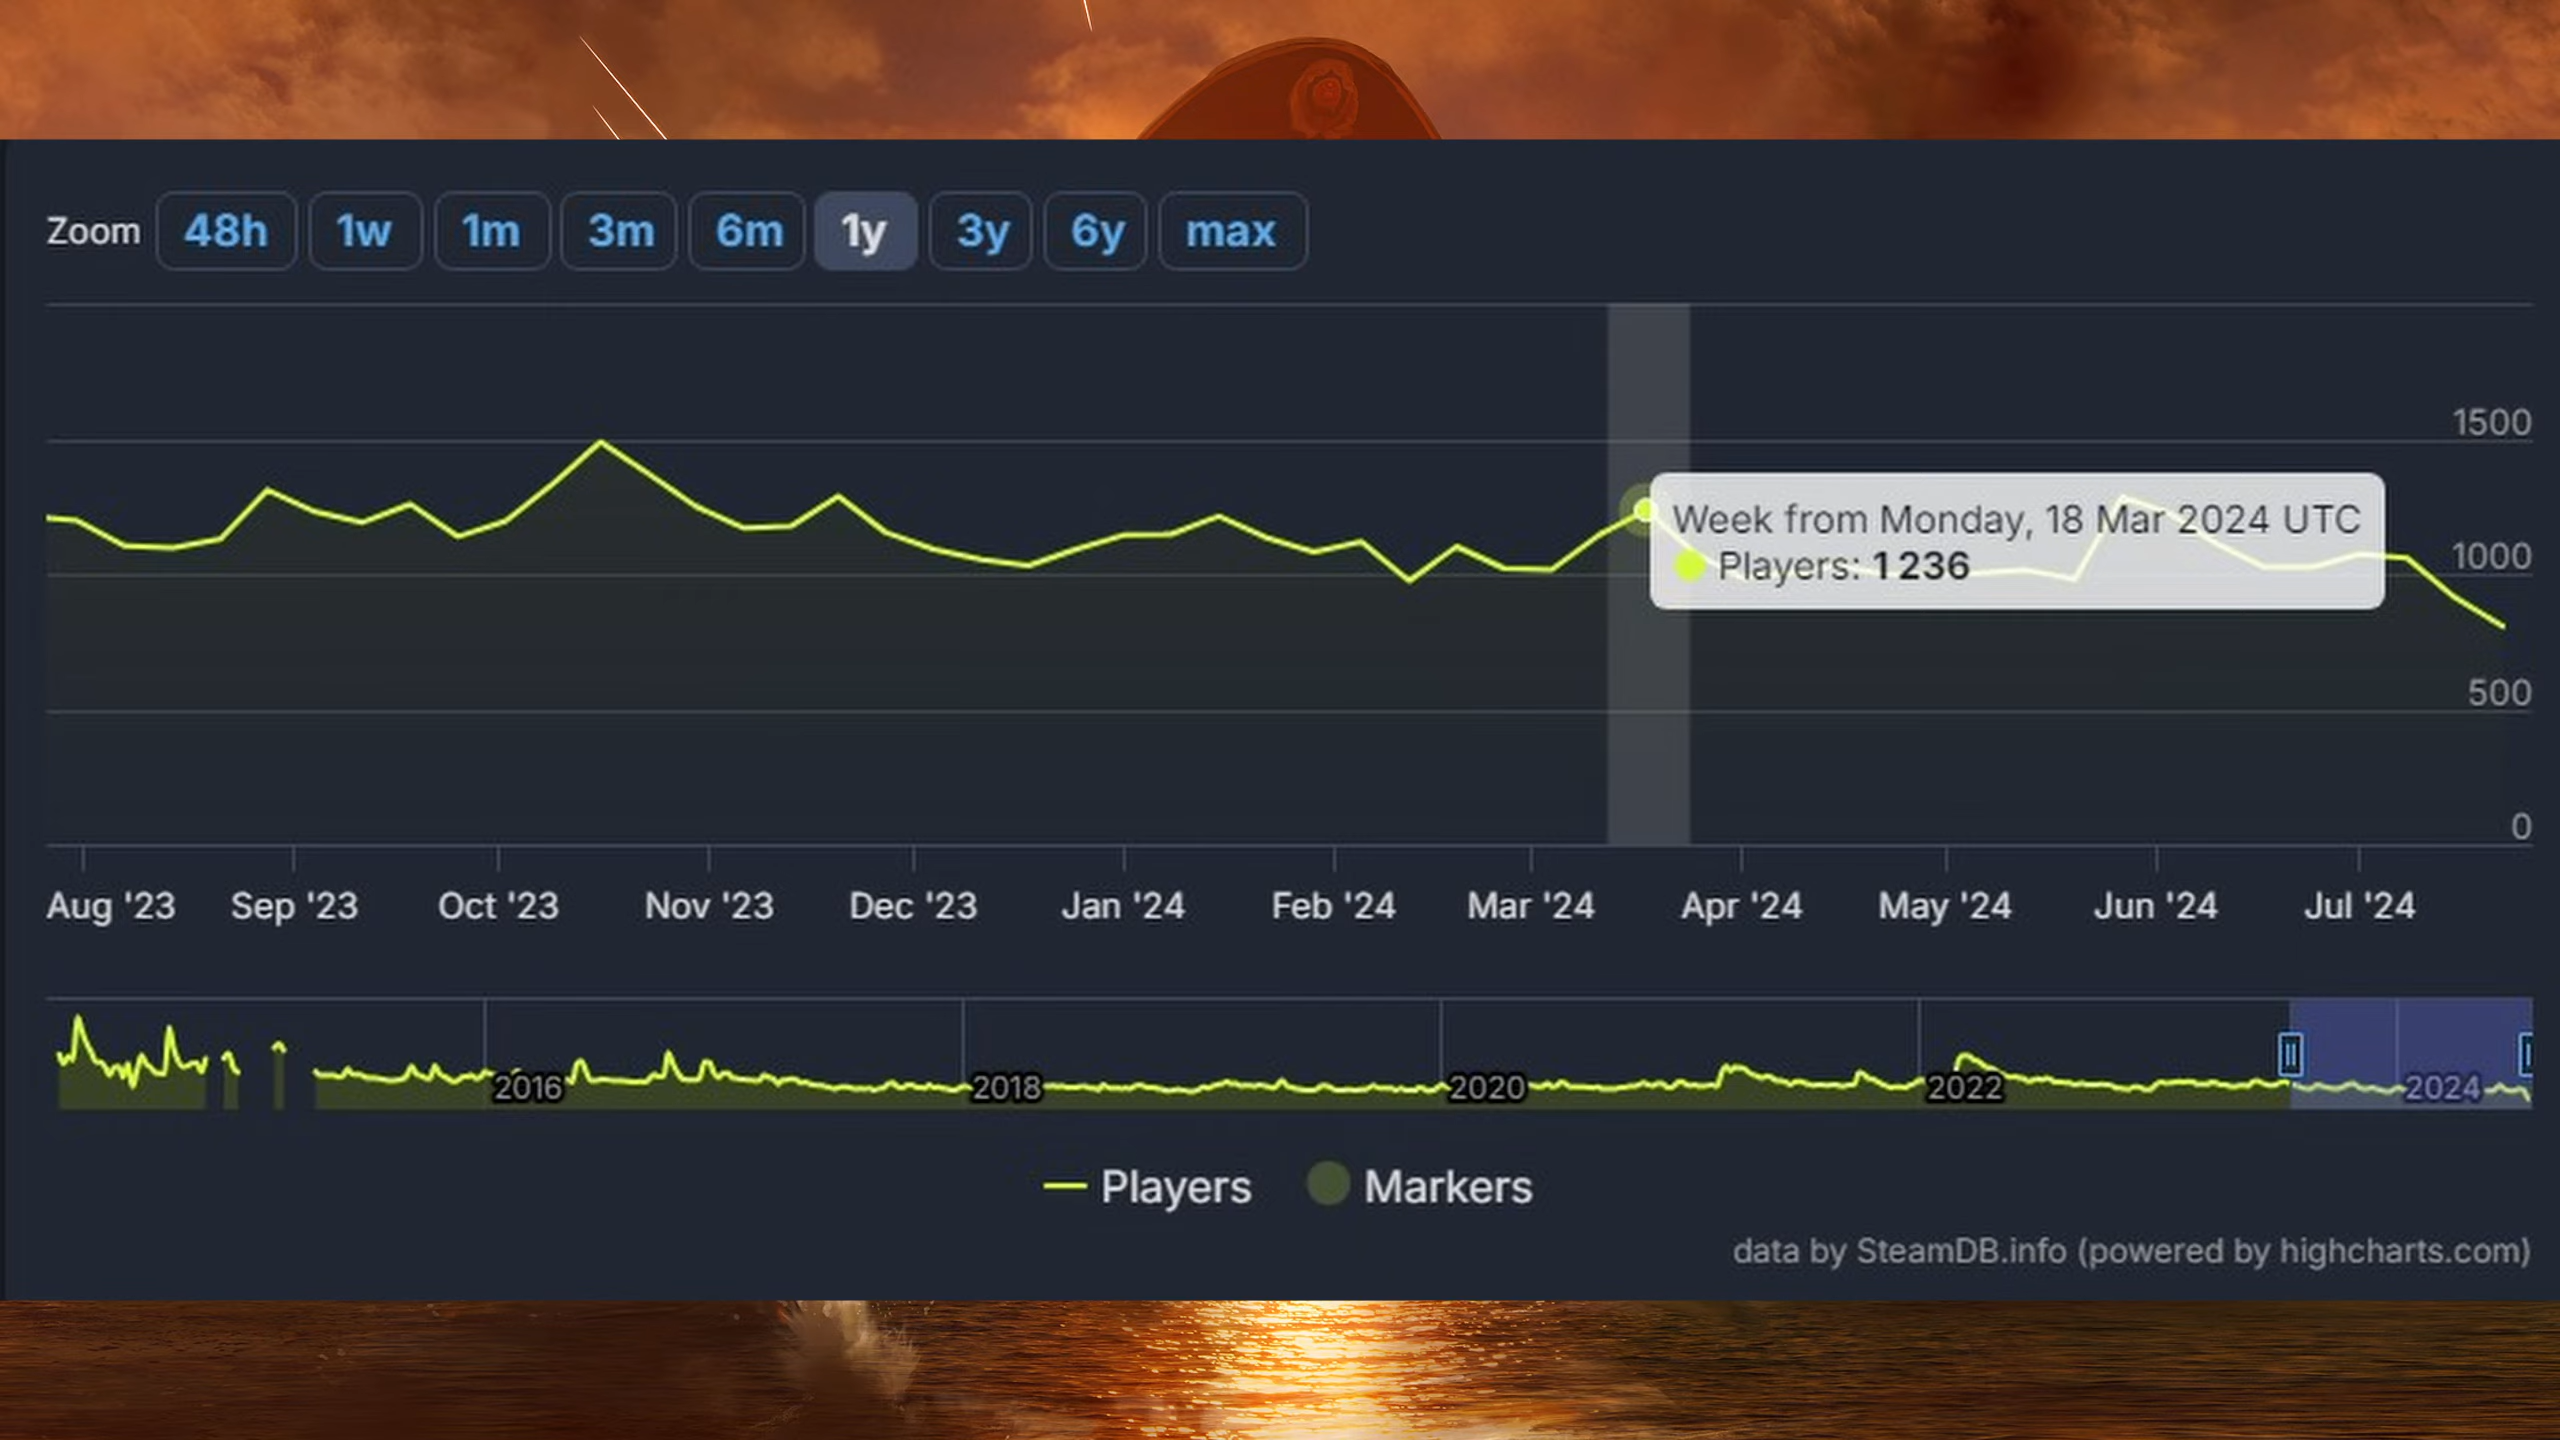 Zoom 48h 1w 1m 3m 6m 1y 3y 6y max
1500
Week from Monday, 18 Mar 2024 UTC
Players: 1 236
1000
500
0
Aug '23 Sep '23 Oct '23 Nov '23 Dec '23 Jan '24 Feb '24 Mar '24 Apr '24 May '24 Jun '24 Jul '24
2016 2018 2020 2022 2024
Players Markers
data by SteamDB.info (powered by highcharts.com)